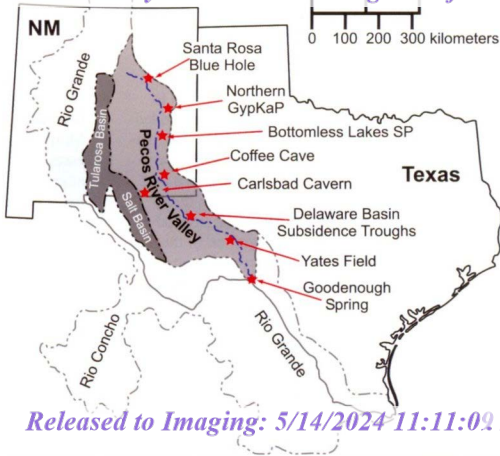 NM
0 100 200 300 kilometers
Santa Rosa
Blue Hole
Northern
GypKaP
Bottomless Lakes SP
Coffee Cave
Carlsbad Cavern
Delaware Basin
Subsidence Troughs
Yates Field
Goodenough
Spring
Texas
Rio Grande
Tularosa Basin
Salt Basin
Pecos River Valley
Rio Concho
Rio Grande
Released to Imaging: 5/14/2024 11:11:09